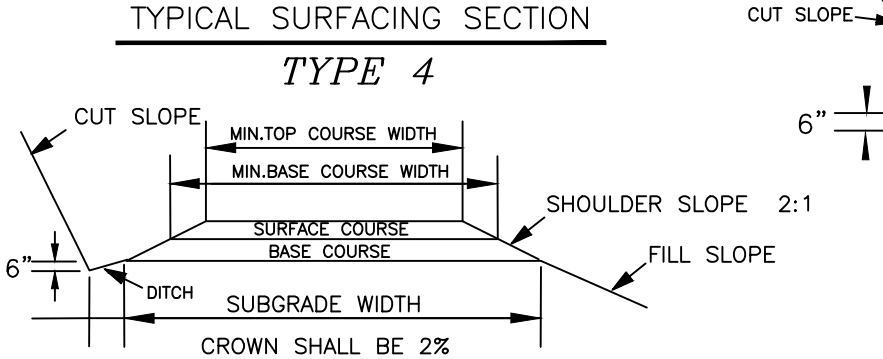 TYPICAL SURFACING SECTION
TYPE 4
CUT SLOPE
CUT SLOPE
MIN.TOP COURSE WIDTH
6”
MIN.BASE COURSE WIDTH
SHOULDER SLOPE 2:1
SURFACE COURSE
BASE COURSE
FILL SLOPE
6”
DITCH
SUBGRADE WIDTH
CROWN SHALL BE 2%